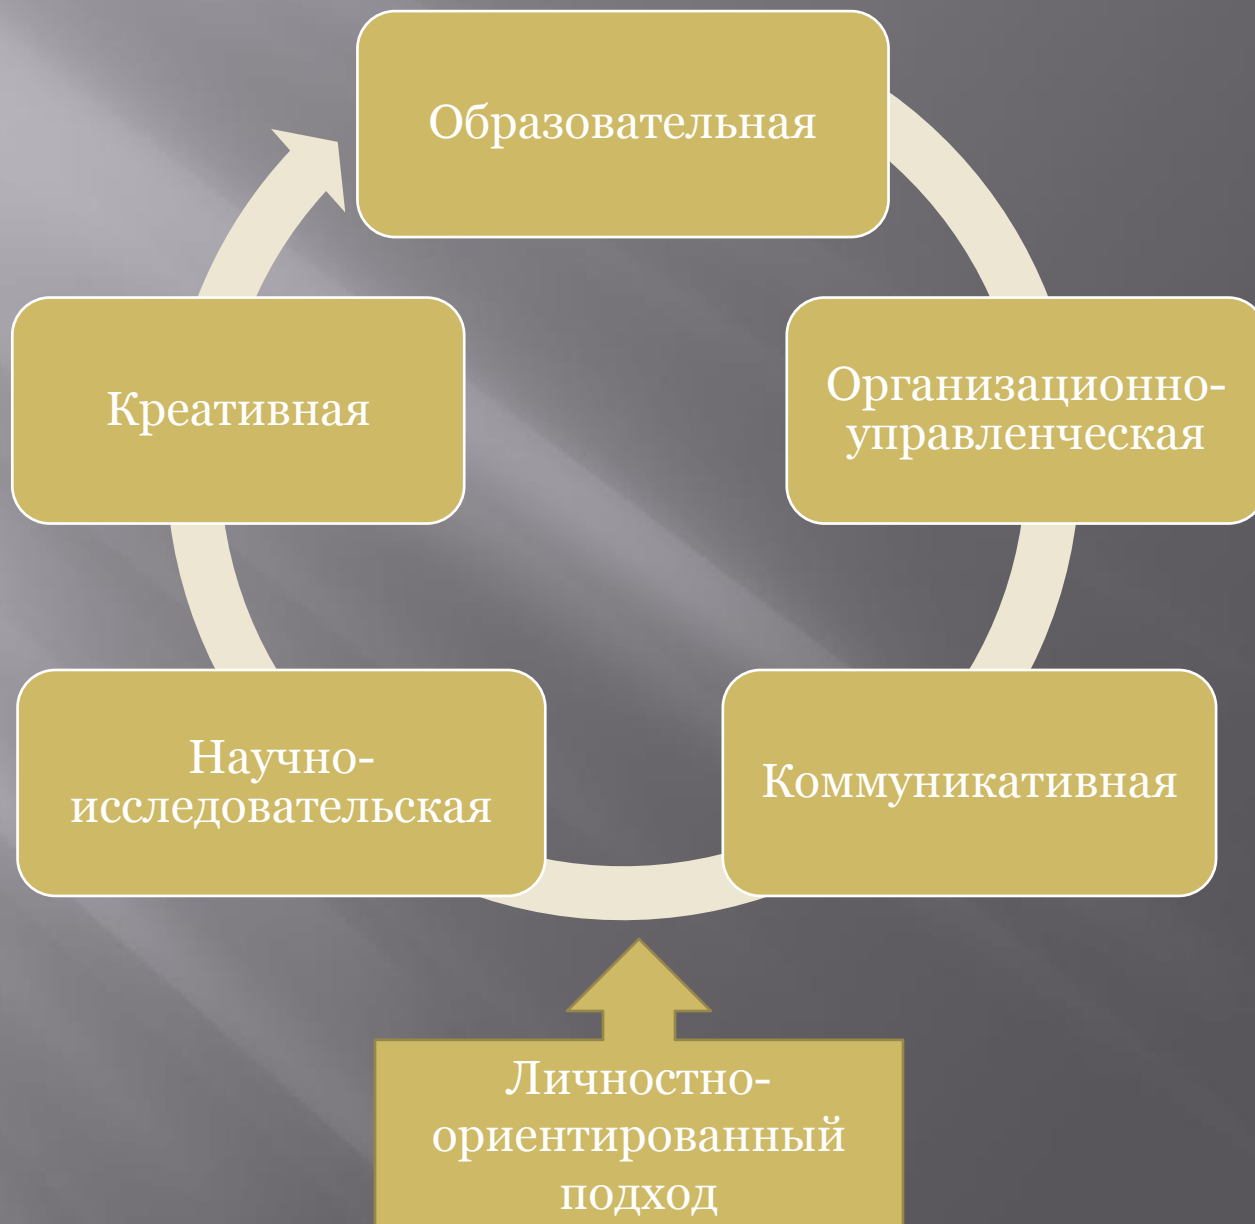 Образовательная
Организационно-
управленческая
Коммуникативная
Научно-
исследовательская
Креативная
Личностно-
ориентированный
подход